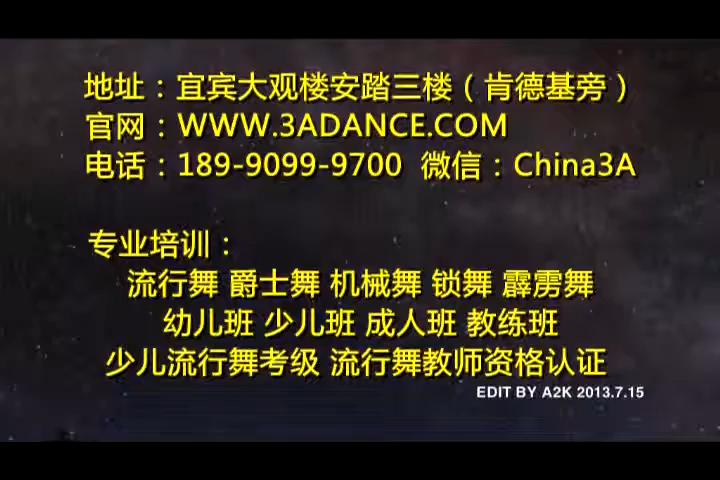 地址：宜宾大观楼安踏三楼（肯德基旁）
官网：WWW.3ADANCE.COM
电话：189-9099-9700 微信：China3A
专业培训：
流行舞 爵士舞 机械舞 锁舞 霹雳舞
幼儿班 少儿班 成人班 教练班
少儿流行舞考级 流行舞教师资格认证
EDIT BY A2K 2013.7.15